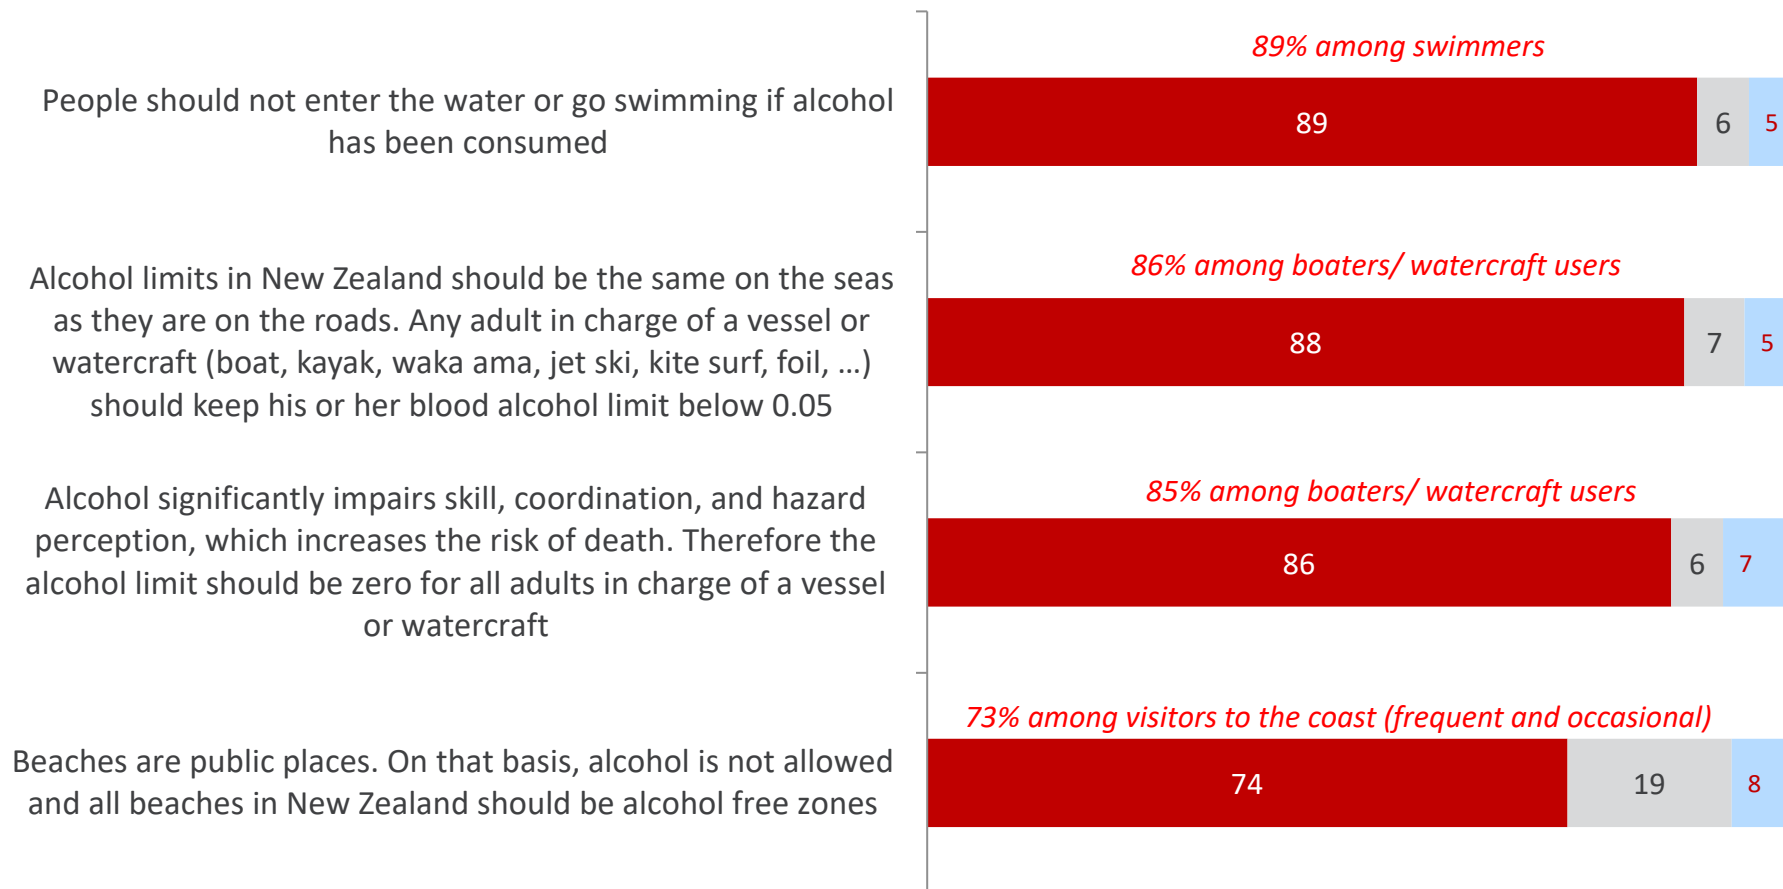 89% among swimmers
People should not enter the water or go swimming if alcohol
has been consumed
89 6 5
86% among boaters/ watercraft users
Alcohol limits in New Zealand should be the same on the seas
as they are on the roads. Any adult in charge of a vessel or
watercraft (boat, kayak, waka ama, jet ski, kite surf, foil, …)
should keep his or her blood alcohol limit below 0.05
88 7 5
85% among boaters/ watercraft users
Alcohol significantly impairs skill, coordination, and hazard
perception, which increases the risk of death. Therefore the
alcohol limit should be zero for all adults in charge of a vessel
or watercraft
86 6 7
73% among visitors to the coast (frequent and occasional)
Beaches are public places. On that basis, alcohol is not allowed
and all beaches in New Zealand should be alcohol free zones
74 19 8